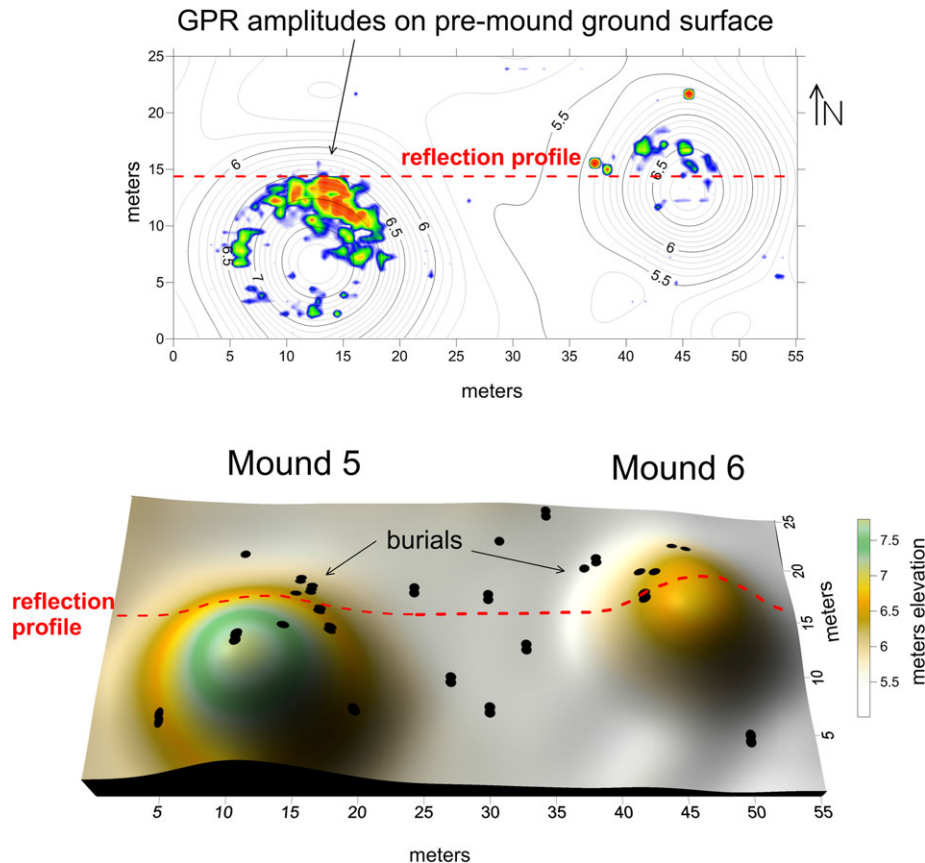 GPR amplitudes on pre-mound ground surface
25
20
15
10
5
0
meters
6
5.5
N
reflection profile
6.5
6.5
6
6.5
7
6
5.5
0 5 10 15 20 25 30 35 40 45 50 55
meters
Mound 5
Mound 6
burials
25
20
15
10
5
meters
reflection
profile
7.5
7.0
6.5
6.0
5.5
meters elevation
5 10 15 20 25 30 35 40 45 50 55
meters